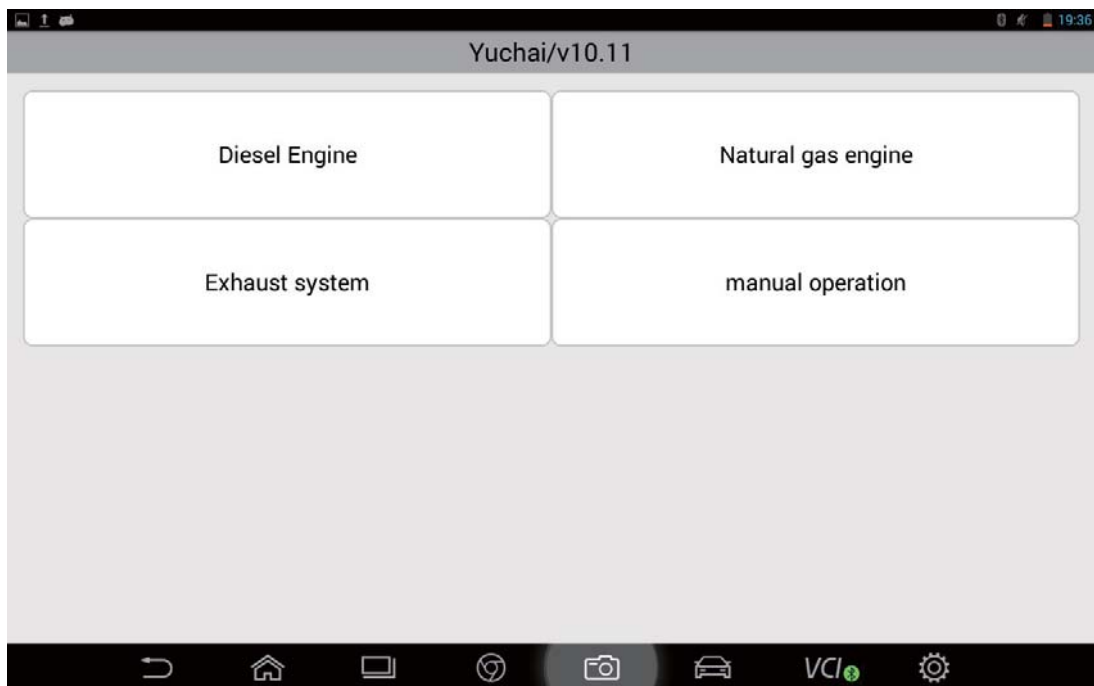 19:36
Yuchai/v10.11
Diesel Engine
Natural gas engine
Exhaust system
manual operation
VCI